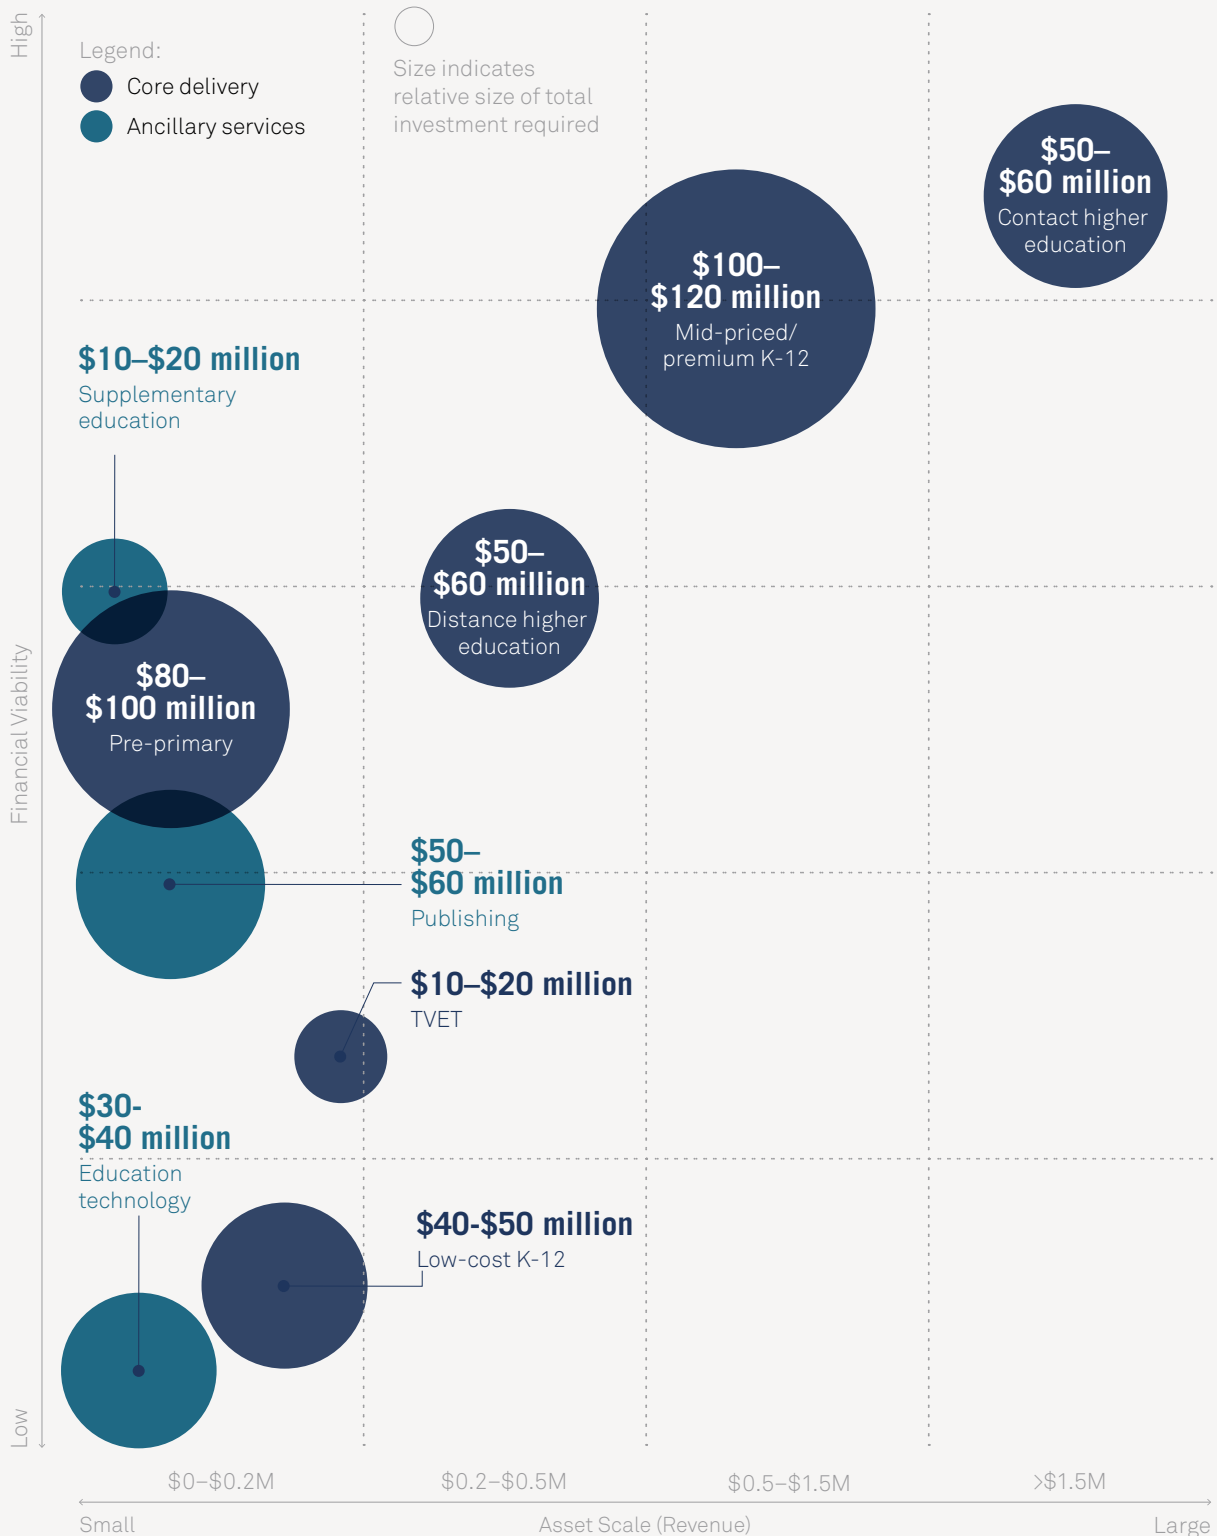 High
Legend:
Core delivery
Ancillary services
Size indicates
relative size of total
investment required
$50–
$60 million
Contact higher
education
$100–
$120 million
Mid-priced/
premium K-12
$10–$20 million
Supplementary
education
$50–
$60 million
Distance higher
education
$80–
$100 million
Pre-primary
Financial Viability
$50–
$60 million
Publishing
$10–$20 million
TVET
$30-
$40 million
Education
technology
$40-$50 million
Low-cost K-12
Low
$0–$0.2M
$0.2–$0.5M
$0.5–$1.5M
>$1.5M
Small
Asset Scale (Revenue)
Large